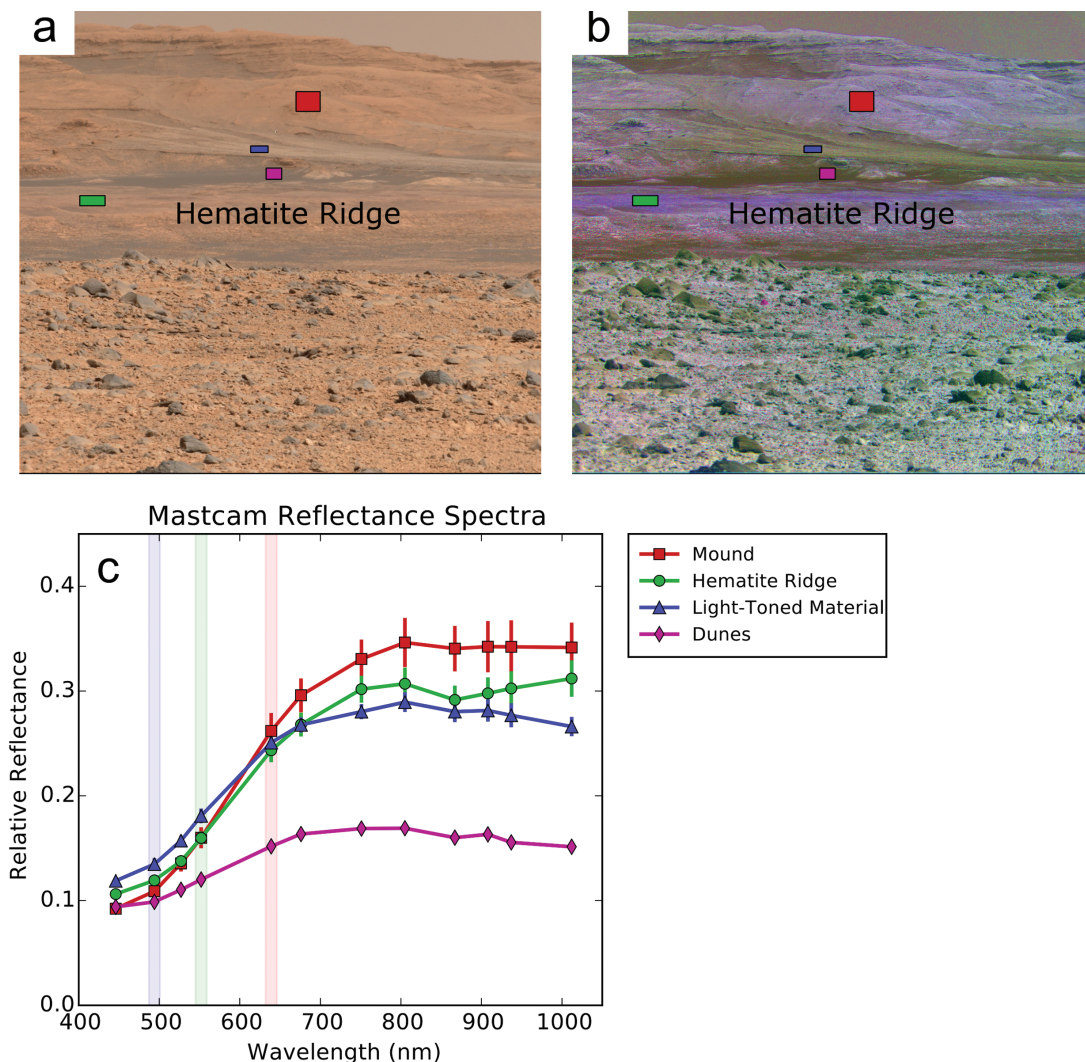 a
b
Hematite Ridge
Hematite Ridge
Mastcam Reflectance Spectra
c
Relative Reflectance
0.4
0.3
0.2
0.1
0.0
400 500 600 700 800 900 1000
Wavelength (nm)
Mound
Hematite Ridge
Light-Toned Material
Dunes